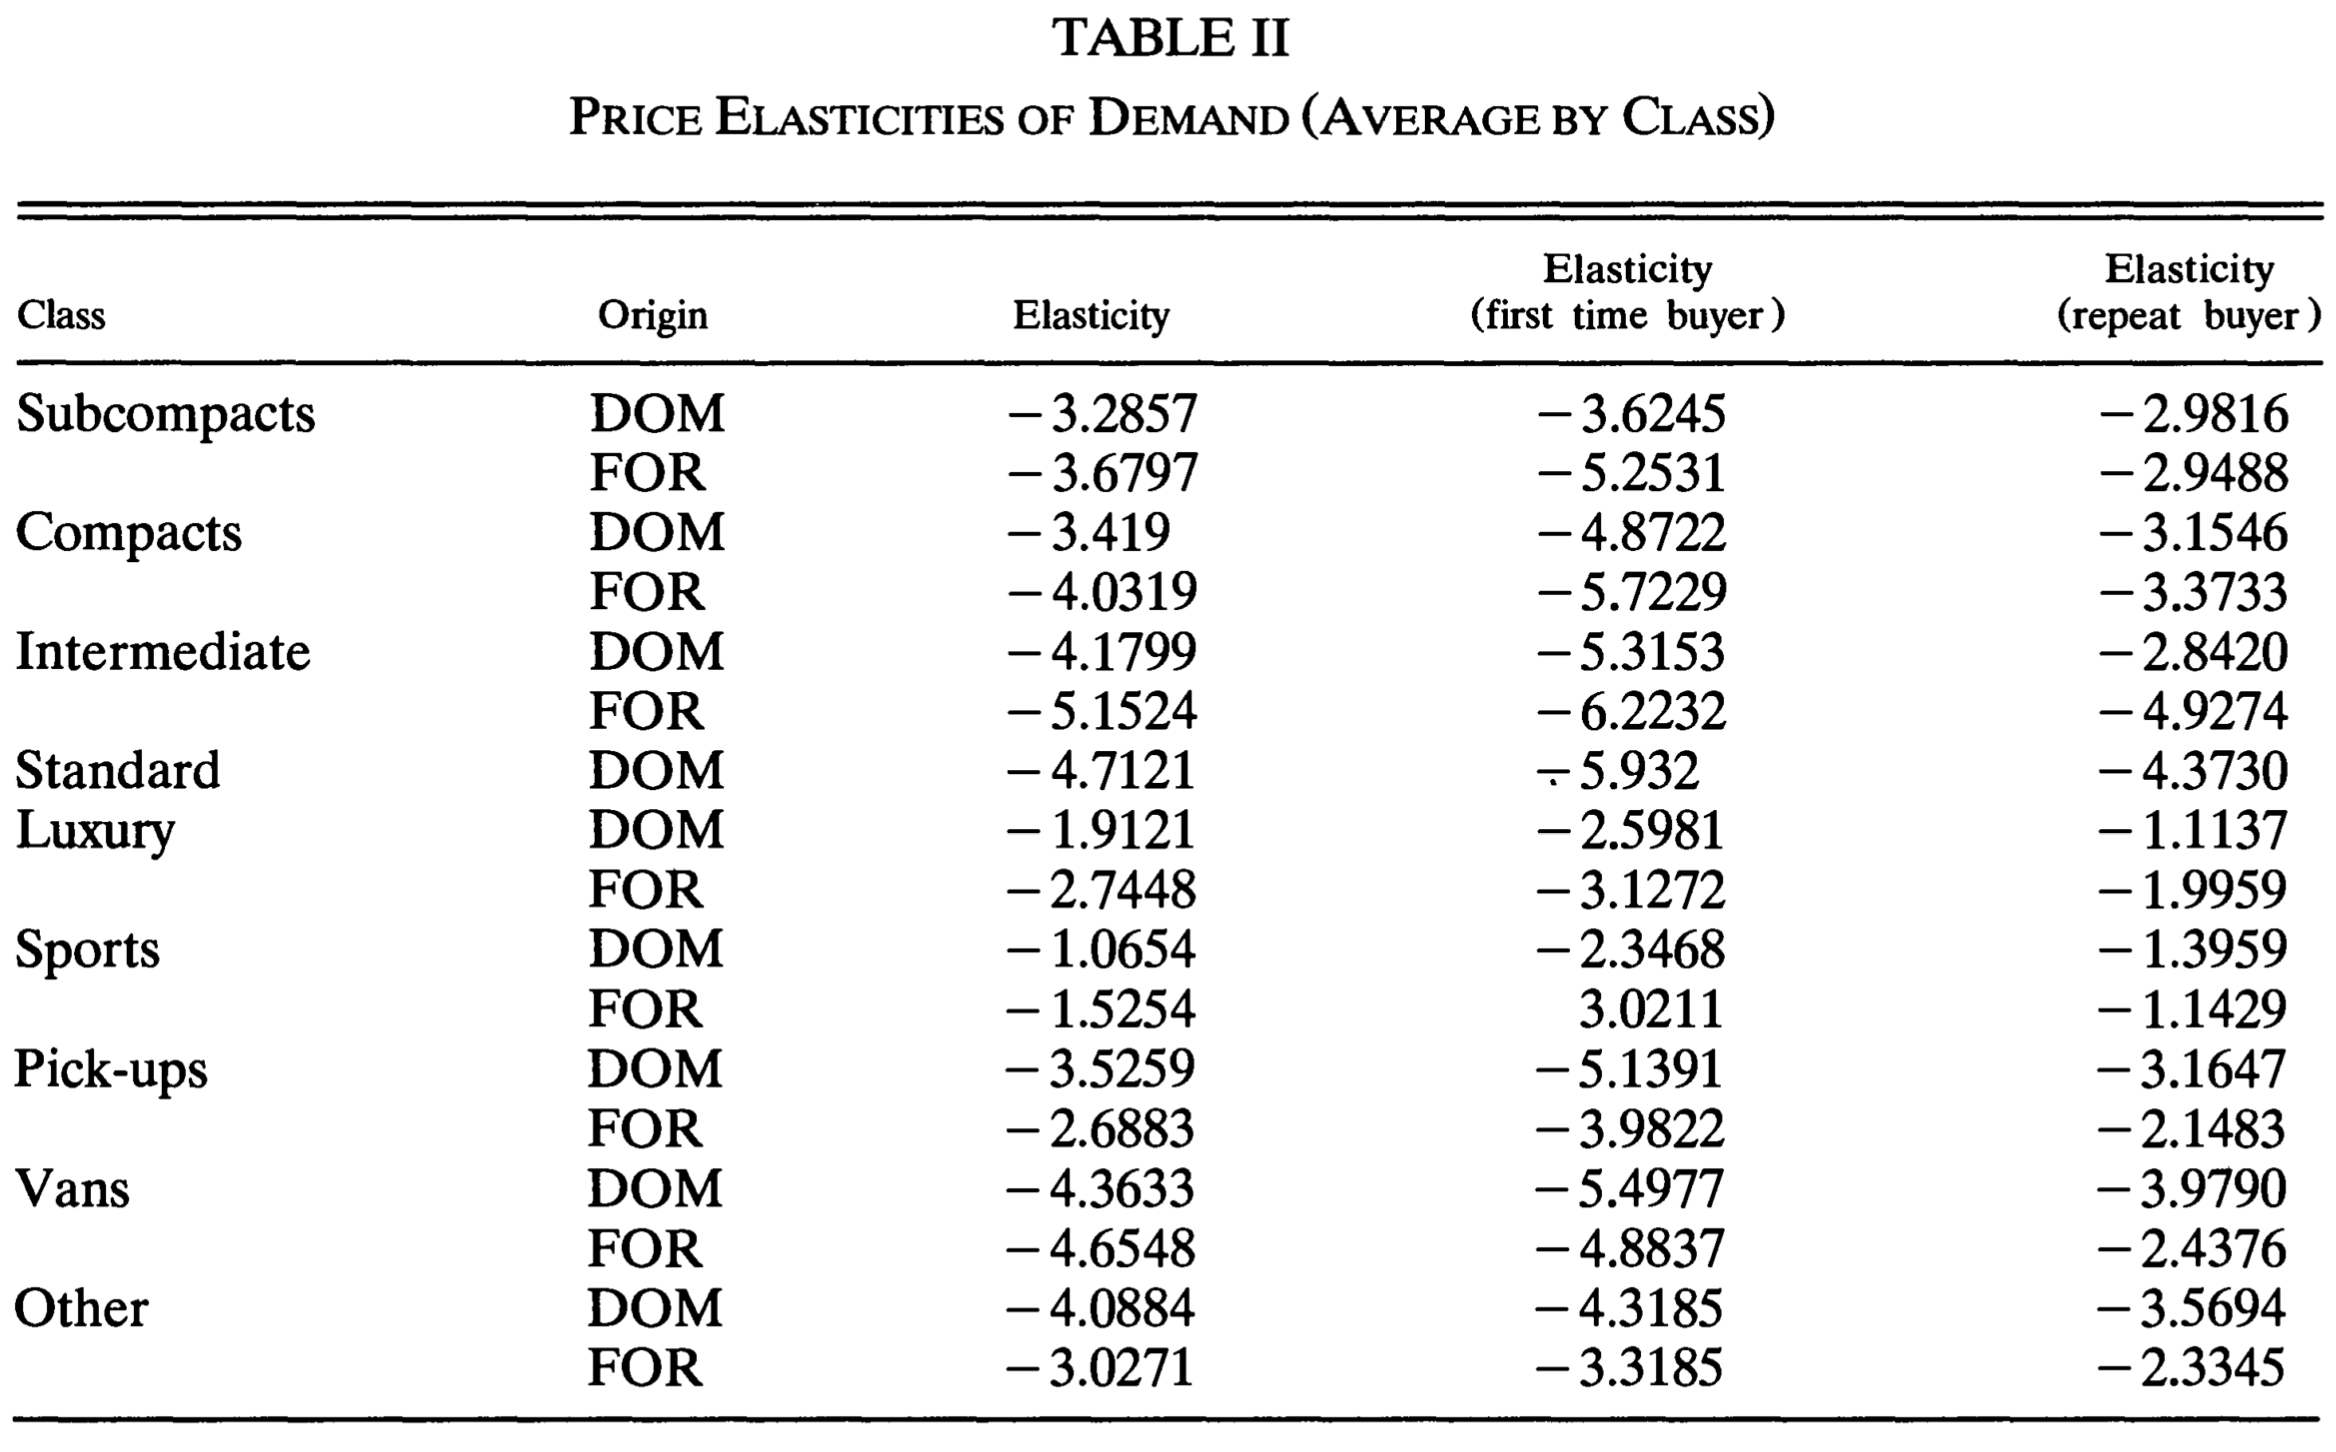 TABLE II
PRICE ELASTICITIES OF DEMAND (AVERAGE BY CLASS)
Class Origin Elasticity Elasticity (first time buyer) Elasticity (repeat buyer)
Subcompacts DOM −3.2857 −3.6245 −2.9816
FOR −3.6797 −5.2531 −2.9488
Compacts DOM −3.419 −4.8722 −3.1546
FOR −4.0319 −5.7229 −3.3733
Intermediate DOM −4.1799 −5.3153 −2.8420
FOR −5.1524 −6.2232 −4.9274
Standard DOM −4.7121 −5.932 −4.3730
Luxury DOM −1.9121 −2.5981 −1.1137
FOR −2.7448 −3.1272 −1.9959
Sports DOM −1.0654 −2.3468 −1.3959
FOR −1.5254 3.0211 −1.1429
Pick-ups DOM −3.5259 −5.1391 −3.1647
FOR −2.6883 −3.9822 −2.1483
Vans DOM −4.3633 −5.4977 −3.9790
FOR −4.6548 −4.8837 −2.4376
Other DOM −4.0884 −4.3185 −3.5694
FOR −3.0271 −3.3185 −2.3345